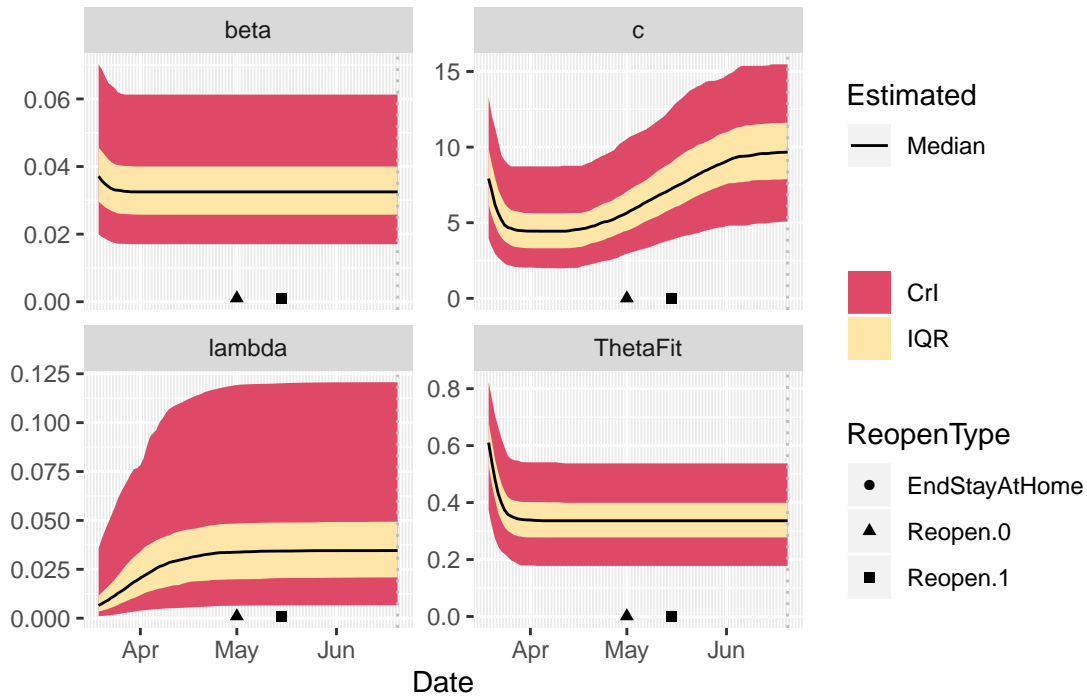 beta
c
0.06
0.04
0.02
0.00
15
10
5
0
lambda
ThetaFit
0.125
0.100
0.075
0.050
0.025
0.000
0.8
0.6
0.4
0.2
0.0
Apr May Jun
Apr May Jun
Date
Estimated
Median
CrI
IQR
ReopenType
EndStayAtHome
Reopen.0
Reopen.1